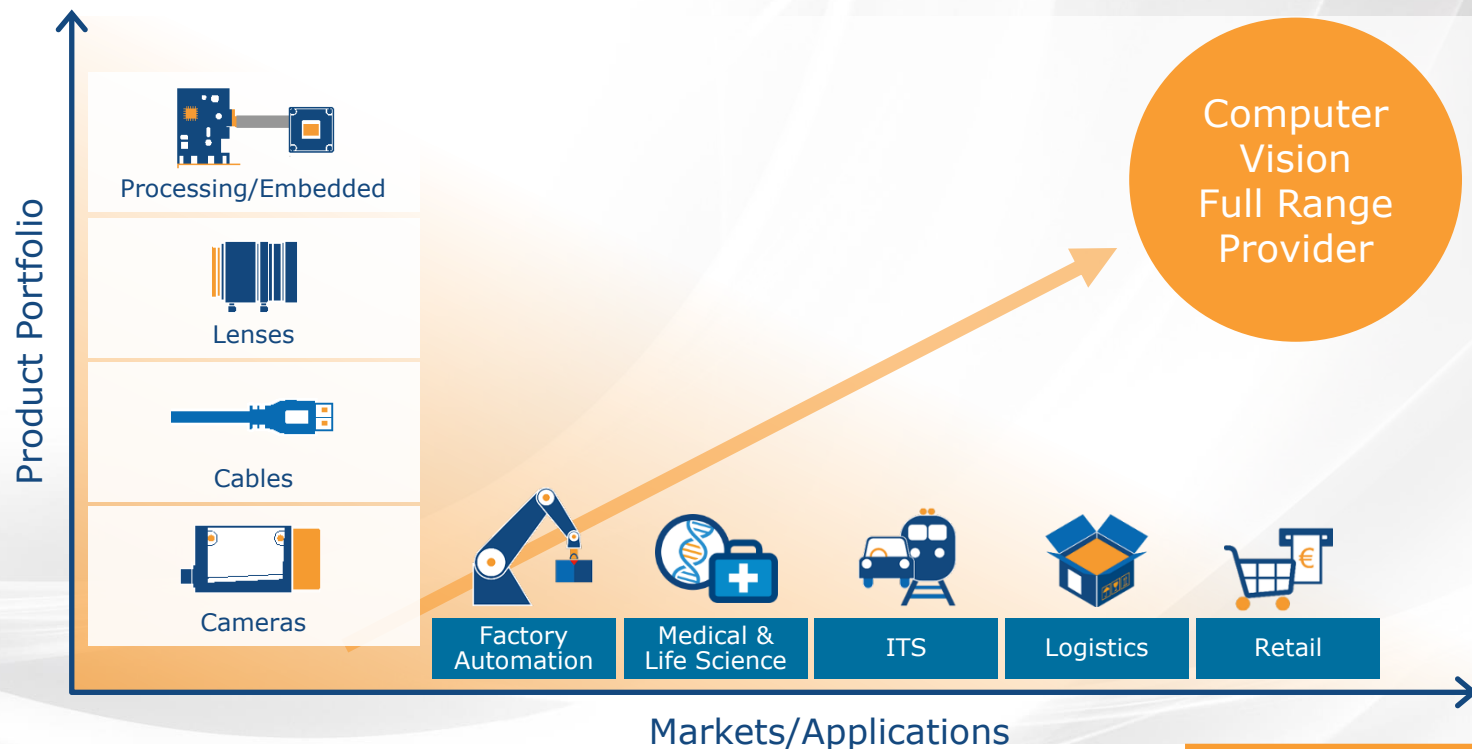 Product Portfolio
Processing/Embedded
Lenses
Cables
Cameras
Computer
Vision
Full Range
Provider
€
Factory
Automation
Medical &
Life Science
ITS
Logistics
Retail
Markets/Applications